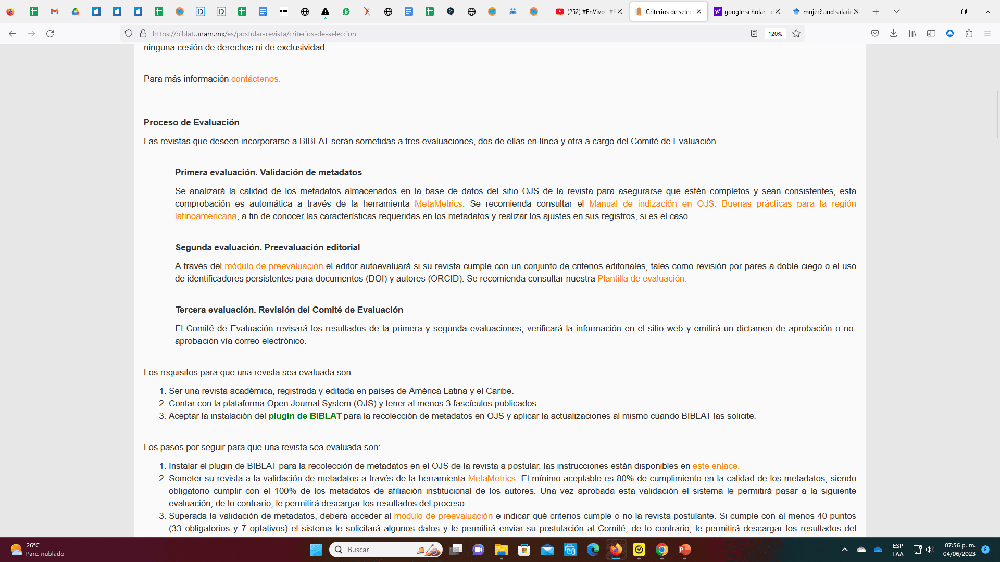 (252) #EnVivo | #E
Criterios de selecc
google scholar - 
mujer? and salario
https://biblat.unam.mx/es/postular-revista/criterios-de-seleccion
120%
ninguna cesión de derechos ni de exclusividad.
Para más información contáctenos.
Proceso de Evaluación
Las revistas que deseen incorporarse a BIBLAT serán sometidas a tres evaluaciones, dos de ellas en línea y otra a cargo del Comité de Evaluación.
Primera evaluación. Validación de metadatos
Se analizará la calidad de los metadatos almacenados en la base de datos del sitio OJS de la revista para asegurarse que estén completos y sean consistentes, esta
comprobación es automática a través de la herramienta MetaMetrics. Se recomienda consultar el Manual de indización en OJS: Buenas prácticas para la región
latinoamericana, a fin de conocer las características requeridas en los metadatos y realizar los ajustes en sus registros, si es el caso.
Segunda evaluación. Preevaluación editorial
A través del módulo de preevaluación el editor autoevaluará si su revista cumple con un conjunto de criterios editoriales, tales como revisión por pares a doble ciego o el uso
de identificadores persistentes para documentos (DOI) y autores (ORCID). Se recomienda consultar nuestra Plantilla de evaluación.
Tercera evaluación. Revisión del Comité de Evaluación
El Comité de Evaluación revisará los resultados de la primera y segunda evaluaciones, verificará la información en el sitio web y emitirá un dictamen de aprobación o no-
aprobación vía correo electrónico.
Los requisitos para que una revista sea evaluada son:
1. Ser una revista académica, registrada y editada en países de América Latina y el Caribe.
2. Contar con la plataforma Open Journal System (OJS) y tener al menos 3 fascículos publicados.
3. Aceptar la instalación del plugin de BIBLAT para la recolección de metadatos en OJS y aplicar la actualizaciones al mismo cuando BIBLAT las solicite.
Los pasos por seguir para que una revista sea evaluada son:
1. Instalar el plugin de BIBLAT para la recolección de metadatos en el OJS de la revista a postular, las instrucciones están disponibles en este enlace.
2. Someter su revista a la validación de metadatos a través de la herramienta MetaMetrics. El mínimo aceptable es 80% de cumplimiento en la calidad de los metadatos, siendo
obligatorio cumplir con el 100% de los metadatos de afiliación institucional de los autores. Una vez aprobada esta validación el sistema le permitirá pasar a la siguiente
evaluación, de lo contrario, le permitirá descargar los resultados del proceso.
3. Superada la validación de metadatos, deberá acceder al módulo de preevaluación e indicar qué criterios cumple o no la revista postulante. Si cumple con al menos 40 puntos
(33 obligatorios y 7 optativos) el sistema le solicitará algunos datos y le permitirá enviar su postulación al Comité, de lo contrario, le permitirá descargar los resultados del
26°C
Parc. nublado
Buscar
ESP
LAA
07:56 p. m.
04/06/2023
6